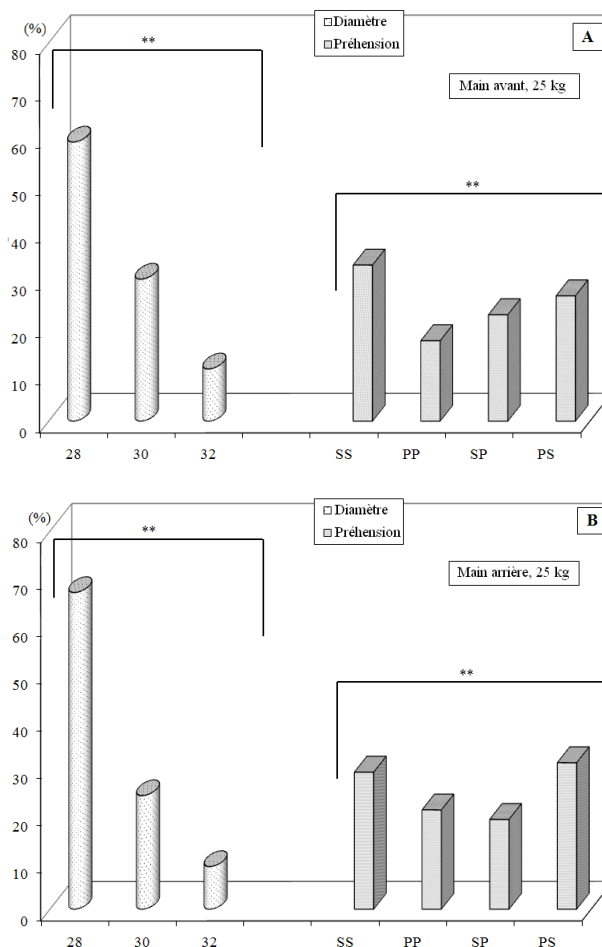 (%)
Diamètre
Préhension
A
**
Main avant, 25 kg
80
70
60
50
40
30
20
10
0
**
28 30 32 SS PP SP PS
(%)
Diamètre
Préhension
B
**
Main arrière, 25 kg
80
70
60
50
40
30
20
10
0
**
28 30 32 SS PP SP PS